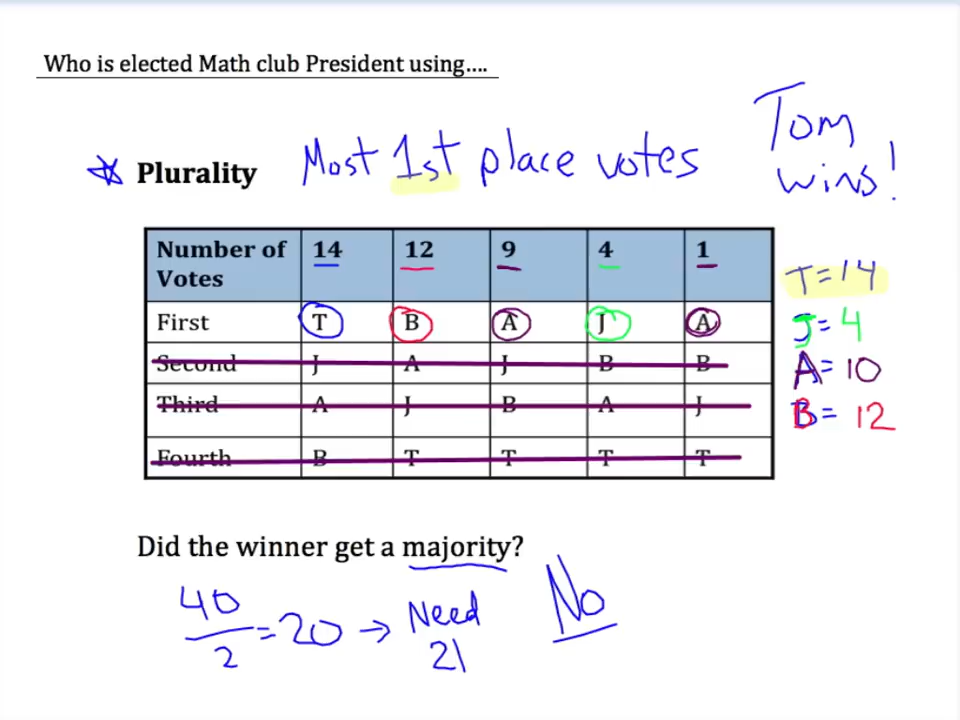 Who is elected Math club President using....
Plurality Most 1st place votes
Tom
wins!
Number of Votes 14 12 9 4 1
First T B A J A
Second J A J B B
Third A J B A J
Fourth B T T T T
T=14
J=4
A=10
B=12
Did the winner get a majority?
40/2=20 → Need 21
No